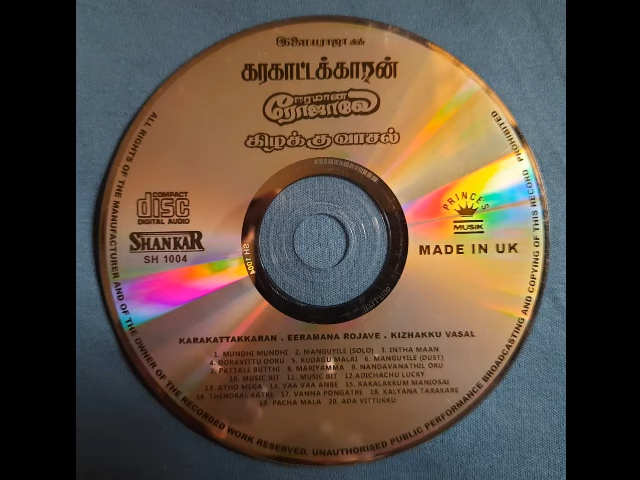 இளையராஜா வின்
கரகாட்டக்காரன்
ஈரமான
ரோஜாவே
கிழக்கு வாசல்
COMPACT
disc
DIGITAL AUDIO
SHANKAR
SH 1004
PRINCES
MUSIK
MADE IN UK
SH 1004
KARAKATTAKKARAN . EERAMANA ROJAVE . KIZHAKKU VASAL
1. MUNDHI MUNDHI 2. MANGUYILE (SOLO) 3. INTHA MAAN
4. OORAVITTU OORU 5. KUDAGU MALAI 6. MANGUYILE (DUET)
7. PATTALE BUTTHI 8. MARIYAMMA 9. NANDAVANATHIL ORU
10. MUSIC BIT 11. MUSIC BIT 12. ADICHACHU LUCKY
13. ATHO MEGA 14. VAA VAA ANBE 15. KALALAKKUM MANIOSAI
16. THENDRAL KATRE 17. VANNA PONGATRE 18. KALYANA TARAKARE
19. PACHA MALA 20. ADA VITTUKKU
ALL RIGHTS OF THE MANUFACTURER AND OF THE OWNER OF THE RECORDED WORK RESERVED. UNAUTHORISED PUBLIC PERFORMANCE BROADCASTING AND COPYING OF THIS RECORD PROHIBITED